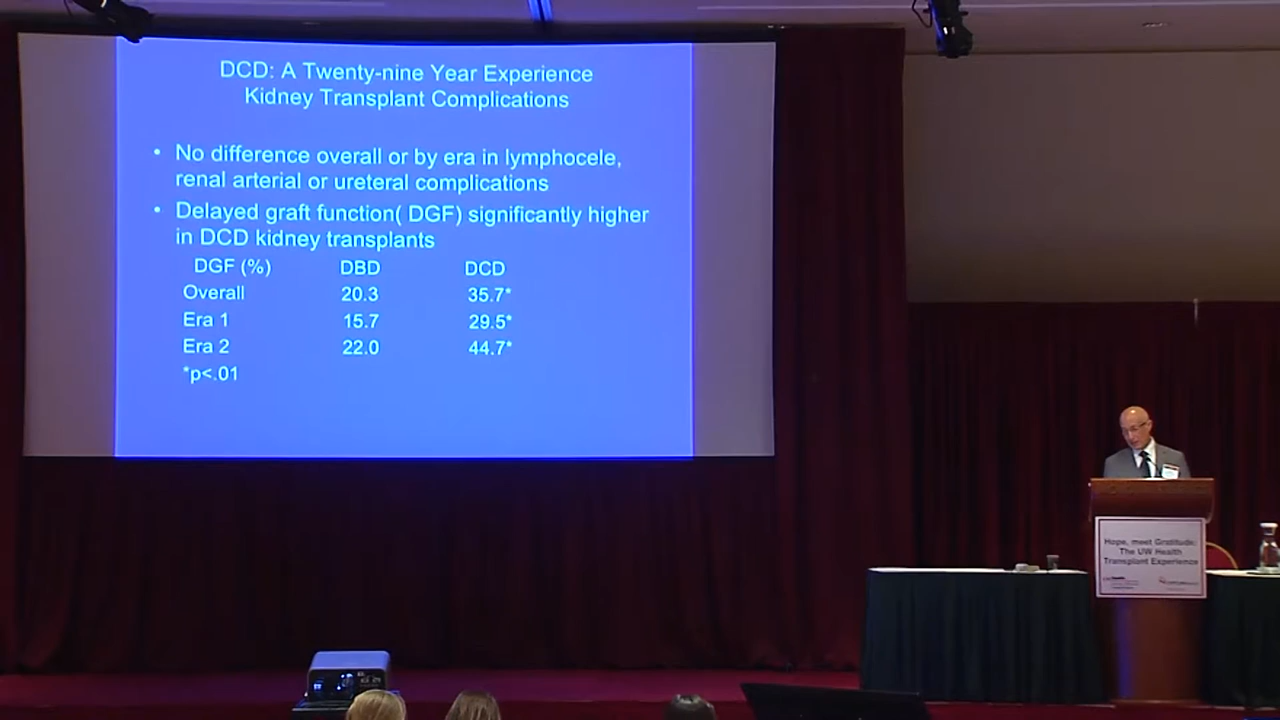 DCD: A Twenty-nine Year Experience
Kidney Transplant Complications
• No difference overall or by era in lymphocele,
renal arterial or ureteral complications
• Delayed graft function( DGF) significantly higher
in DCD kidney transplants
DGF (%) DBD DCD
Overall 20.3 35.7*
Era 1 15.7 29.5*
Era 2 22.0 44.7*
*p<.01
Hope, meet Gratitude:
The UW Health
Transplant Experience